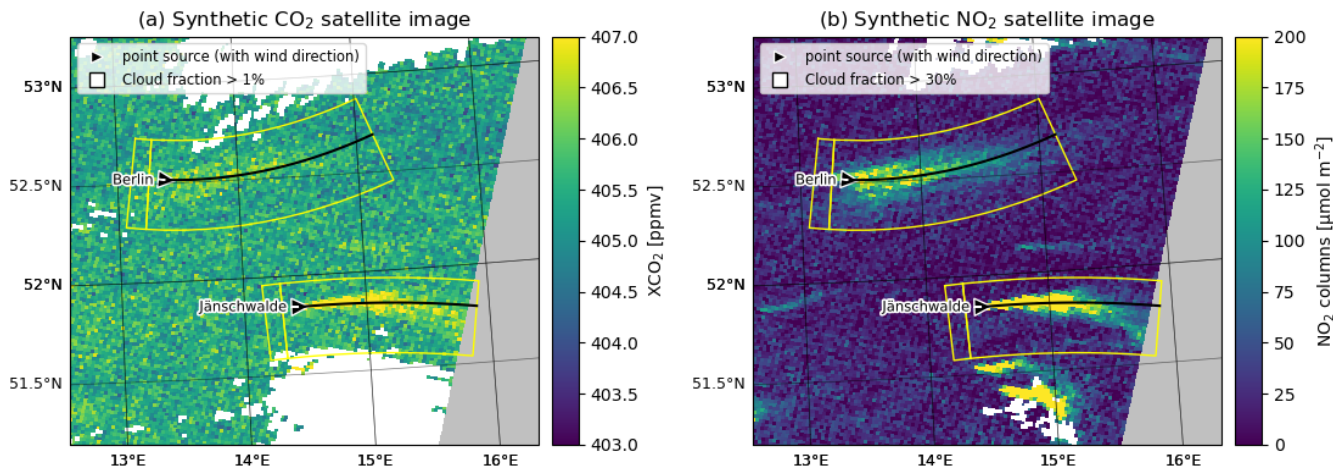 (a) Synthetic CO₂ satellite image
point source (with wind direction)
Cloud fraction > 1%
53°N
52.5°N
52°N
51.5°N
Berlin
Jänschwalde
13°E
14°E
15°E
16°E
407.0
406.5
406.0
405.5
405.0
404.5
404.0
403.5
403.0
XCO₂ [ppmv]
(b) Synthetic NO₂ satellite image
point source (with wind direction)
Cloud fraction > 30%
53°N
52.5°N
52°N
51.5°N
Berlin
Jänschwalde
13°E
14°E
15°E
16°E
200
175
150
125
100
75
50
25
0
NO₂ columns [μmol m⁻²]